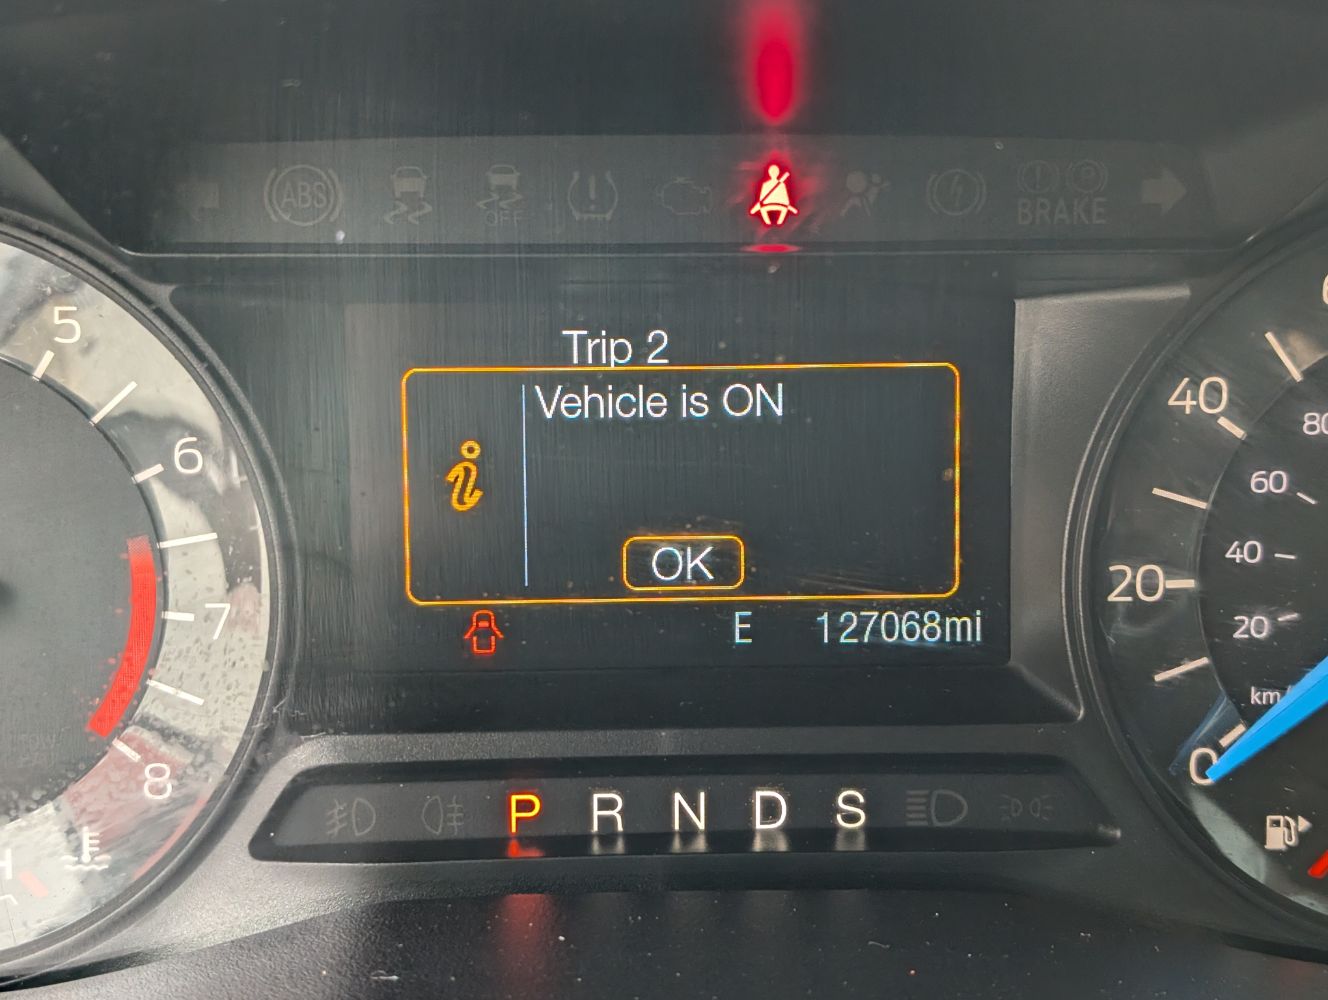 ABS
OFF
BRAKE
5
6
7
8
Trip 2
Vehicle is ON
OK
E 127068mi
40
20
0
80
60
40
20
km/
P R N D S
H